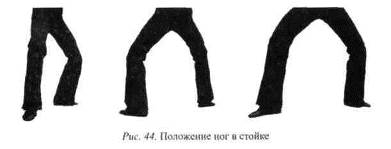 Рис. 44. Положение ног в стойке